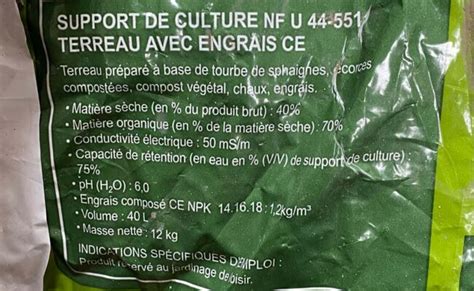 SUPPORT DE CULTURE NF U 44-551
TERREAU AVEC ENGRAIS CE
Terreau préparé à base de tourbe de sphaignes, écorces
compostées, compost végétal, chaux, engrais.
• Matière sèche (en % du produit brut) : 40%
• Matière organique (en % de la matière sèche) : 70%
• Conductivité électrique : 50 mS/m
• Capacité de rétention (en eau en % (V/V) de support de culture) :
75%
• pH (H₂O) : 6,0
• Engrais composé CE NPK 14.16.18 : 1,2kg/m³
• Volume : 40 L
• Masse nette : 12 kg
INDICATIONS SPÉCIFIQUES D'EMPLOI :
Produit réservé au jardinage de loisir.